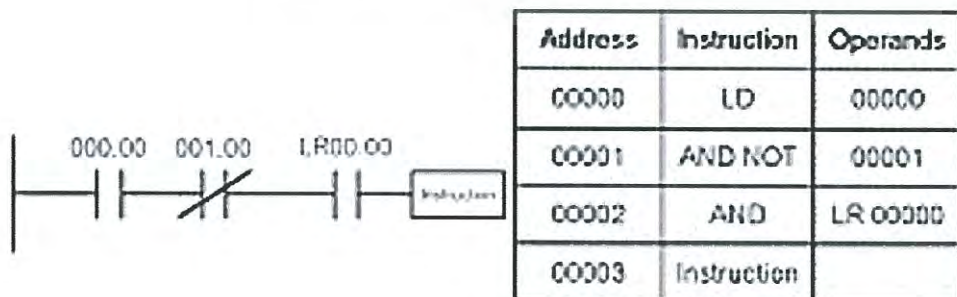 000.00 001.00 LR00.00
Instruction
Address Instruction Operands
00000 LD 00000
00001 AND NOT 00001
00002 AND LR 00000
00003 Instruction